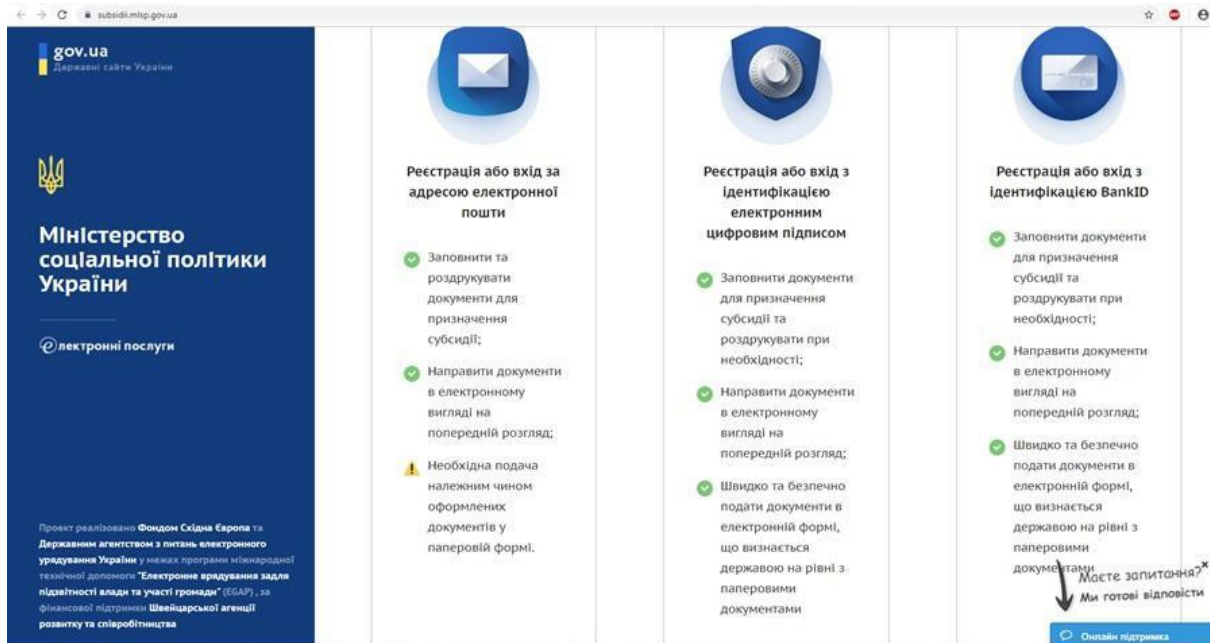 subsidii.mlsp.gov.ua
gov.ua
Державні сайти України
Міністерство
соціальної політики
України
електронні послуги
Проект реалізовано Фондом Східна Європа та
Державним агентством з питань електронного
урядування України у межах програми міжнародної
технічної допомоги "Електронне врядування задля
підзвітності влади та участі громади" (EGAP) , за
фінансової підтримки Швейцарської агенції
розвитку та співробітництва
Реєстрація або вхід за
адресою електронної
пошти
Заповнити та
роздрукувати
документи для
призначення
субсидії;
Направити документи
в електронному
вигляді на
попередній розгляд;
Необхідна подача
належним чином
оформлених
документів у
паперовій формі.
Реєстрація або вхід з
ідентифікацією
електронним
цифровим підписом
Заповнити документи
для призначення
субсидії та
роздрукувати при
необхідності;
Направити документи
в електронному
вигляді на
попередній розгляд;
Швидко та безпечно
подати документи в
електронній формі,
що визнається
державою на рівні з
паперовими
документами
Реєстрація або вхід з
ідентифікацією BankID
Заповнити документи
для призначення
субсидії та
роздрукувати при
необхідності;
Направити документи
в електронному
вигляді на
попередній розгляд;
Швидко та безпечно
подати документи в
електронній формі,
що визнається
державою на рівні з
паперовими
документами
Маєте запитання?
Ми готові відповісти
Онлайн підтримка